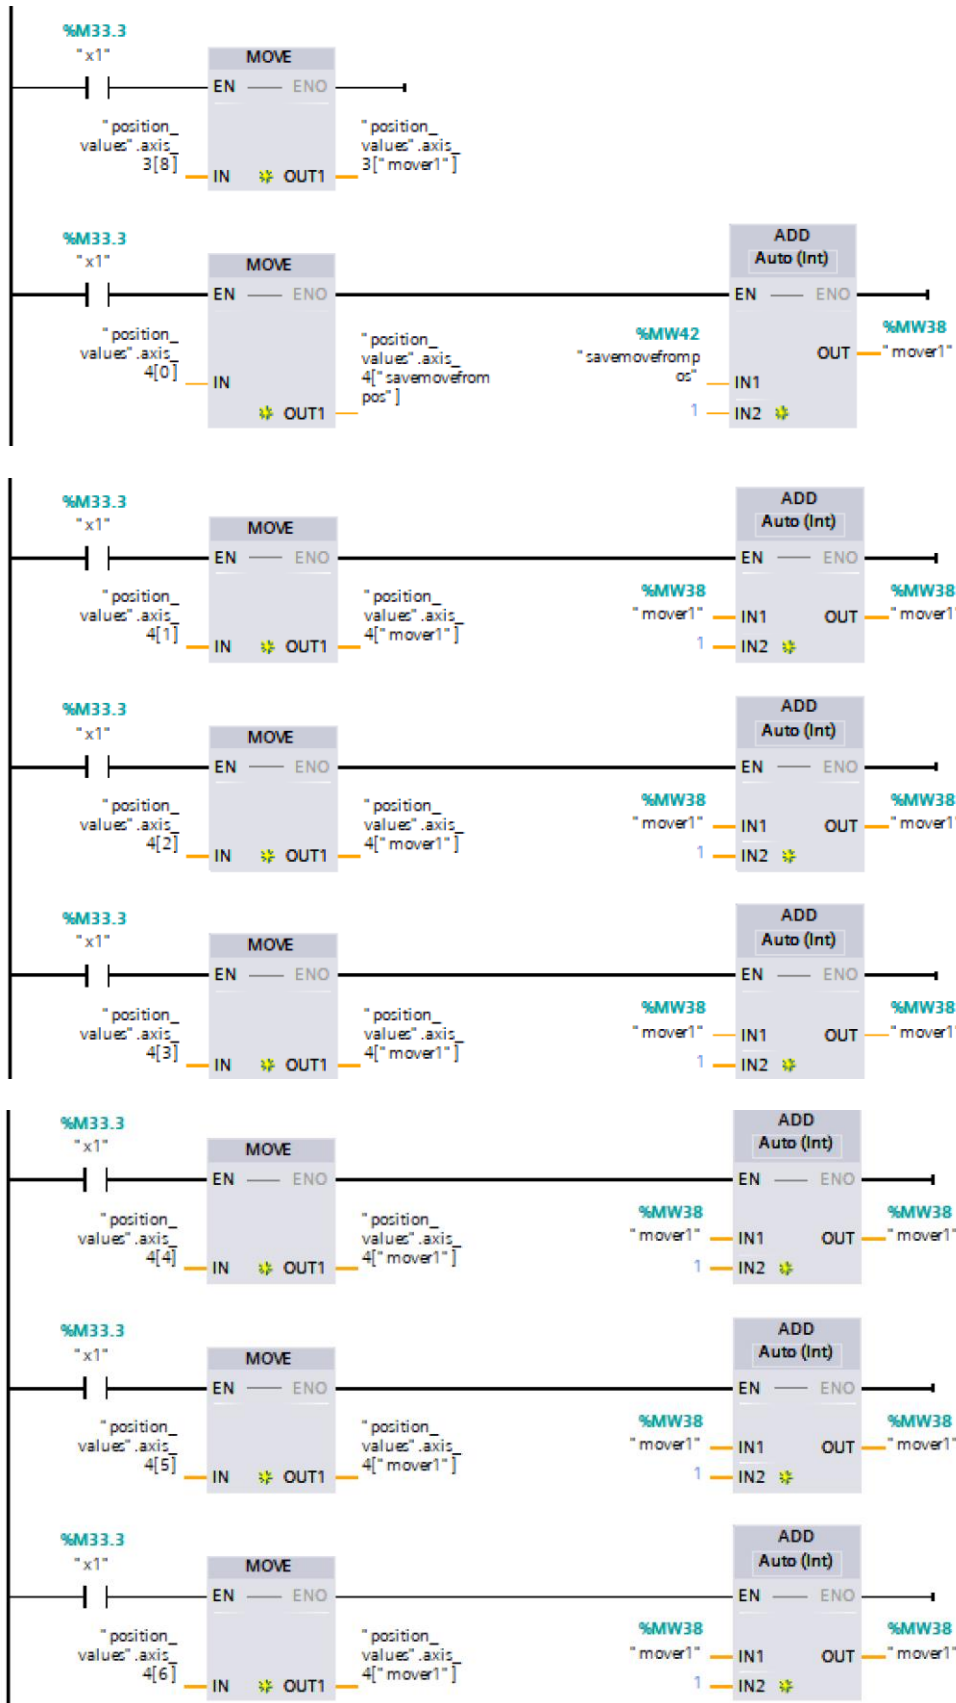 %M33.3
"x1"
MOVE
EN ENO
"position_
values".axis_
3[8]
IN OUT1
"position_
values".axis_
3["mover1"]
%M33.3
"x1"
MOVE
EN ENO
"position_
values".axis_
4[0]
IN
OUT1
"position_
values".axis_
4["savemovefrom
pos"]
ADD
Auto (Int)
EN ENO
%MW42
"savemovefromp
os"
IN1
1
IN2
OUT
%MW38
"mover1"
%M33.3
"x1"
MOVE
EN ENO
"position_
values".axis_
4[1]
IN OUT1
"position_
values".axis_
4["mover1"]
ADD
Auto (Int)
EN ENO
%MW38
"mover1"
IN1
1
IN2
OUT
%MW38
"mover1"
%M33.3
"x1"
MOVE
EN ENO
"position_
values".axis_
4[2]
IN OUT1
"position_
values".axis_
4["mover1"]
ADD
Auto (Int)
EN ENO
%MW38
"mover1"
IN1
1
IN2
OUT
%MW38
"mover1"
%M33.3
"x1"
MOVE
EN ENO
"position_
values".axis_
4[3]
IN OUT1
"position_
values".axis_
4["mover1"]
ADD
Auto (Int)
EN ENO
%MW38
"mover1"
IN1
1
IN2
OUT
%MW38
"mover1"
%M33.3
"x1"
MOVE
EN ENO
"position_
values".axis_
4[4]
IN OUT1
"position_
values".axis_
4["mover1"]
ADD
Auto (Int)
EN ENO
%MW38
"mover1"
IN1
1
IN2
OUT
%MW38
"mover1"
%M33.3
"x1"
MOVE
EN ENO
"position_
values".axis_
4[5]
IN OUT1
"position_
values".axis_
4["mover1"]
ADD
Auto (Int)
EN ENO
%MW38
"mover1"
IN1
1
IN2
OUT
%MW38
"mover1"
%M33.3
"x1"
MOVE
EN ENO
"position_
values".axis_
4[6]
IN OUT1
"position_
values".axis_
4["mover1"]
ADD
Auto (Int)
EN ENO
%MW38
"mover1"
IN1
1
IN2
OUT
%MW38
"mover1"